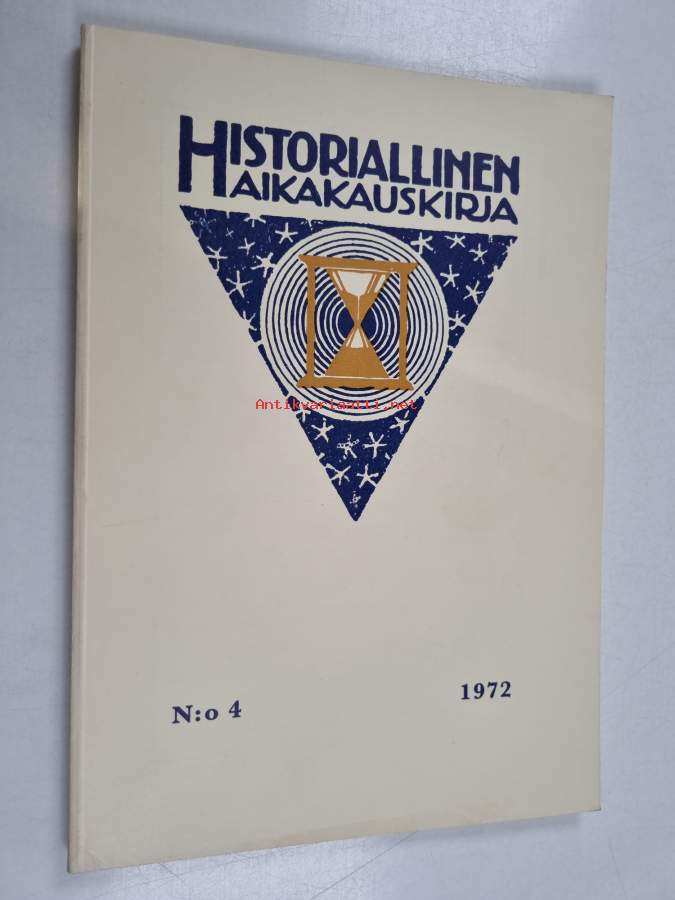 HISTORIALLINEN
AIKAKAUSKIRJA
Antikvariaatti.net
N:o 4
1972